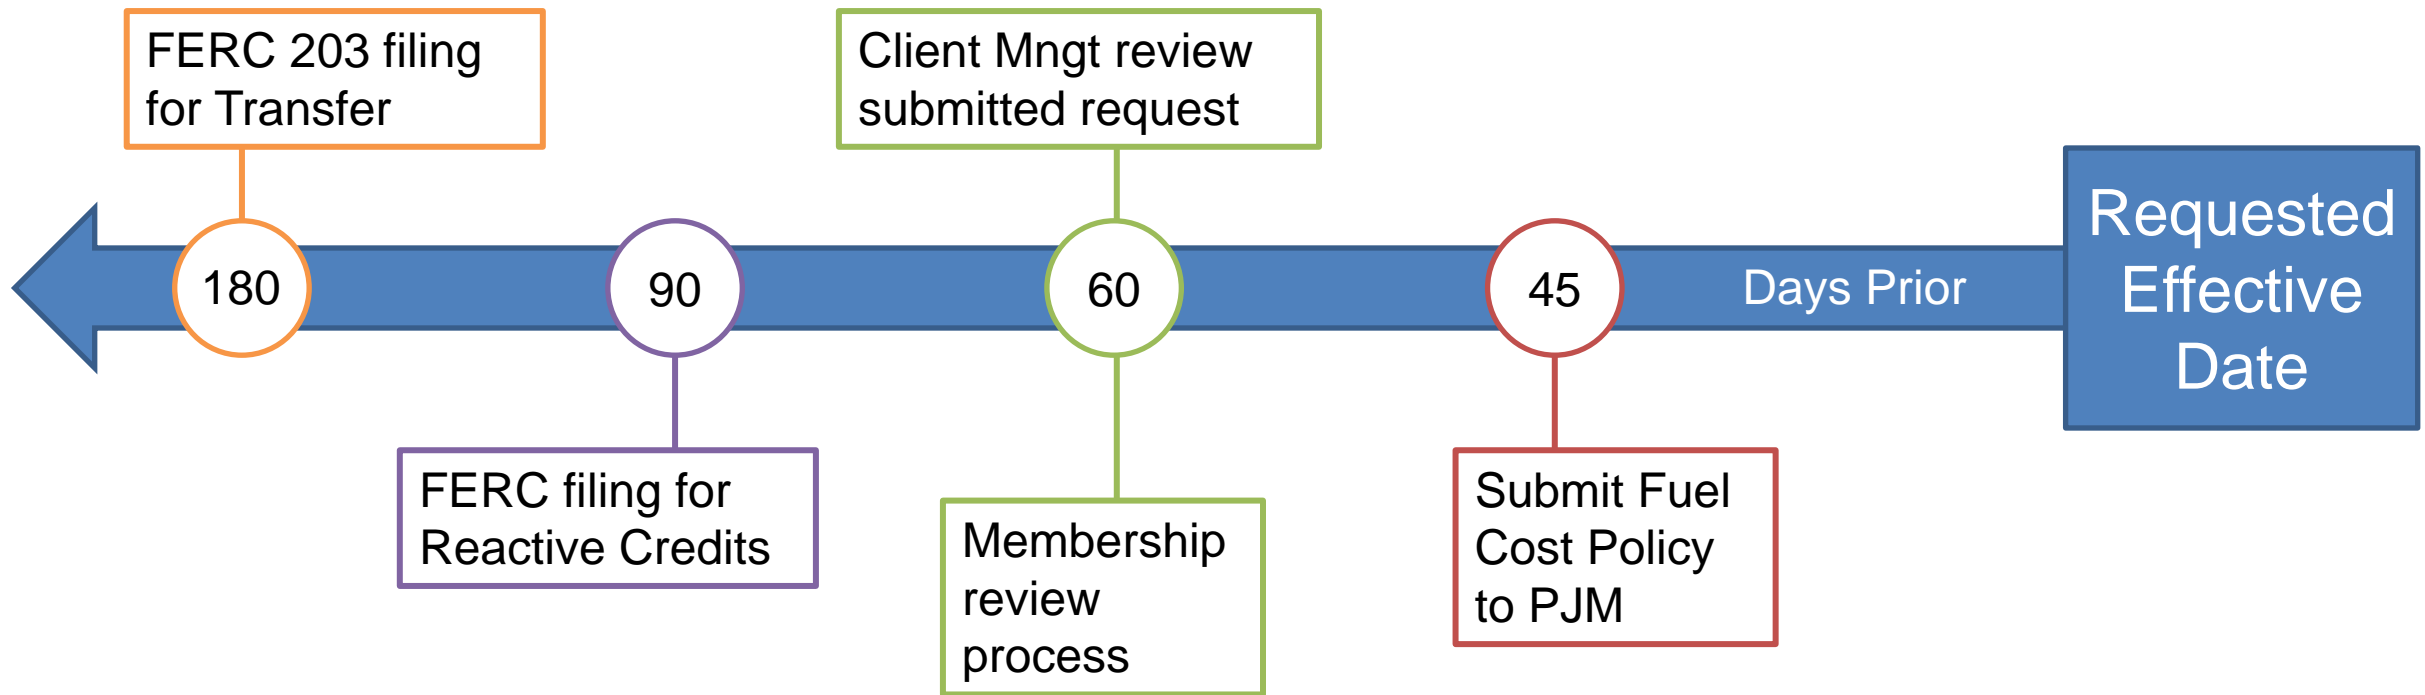 FERC 203 filing
for Transfer
Client Mngt review
submitted request
180
90
60
45
Days Prior
Requested
Effective
Date
FERC filing for
Reactive Credits
Membership
review
process
Submit Fuel
Cost Policy
to PJM